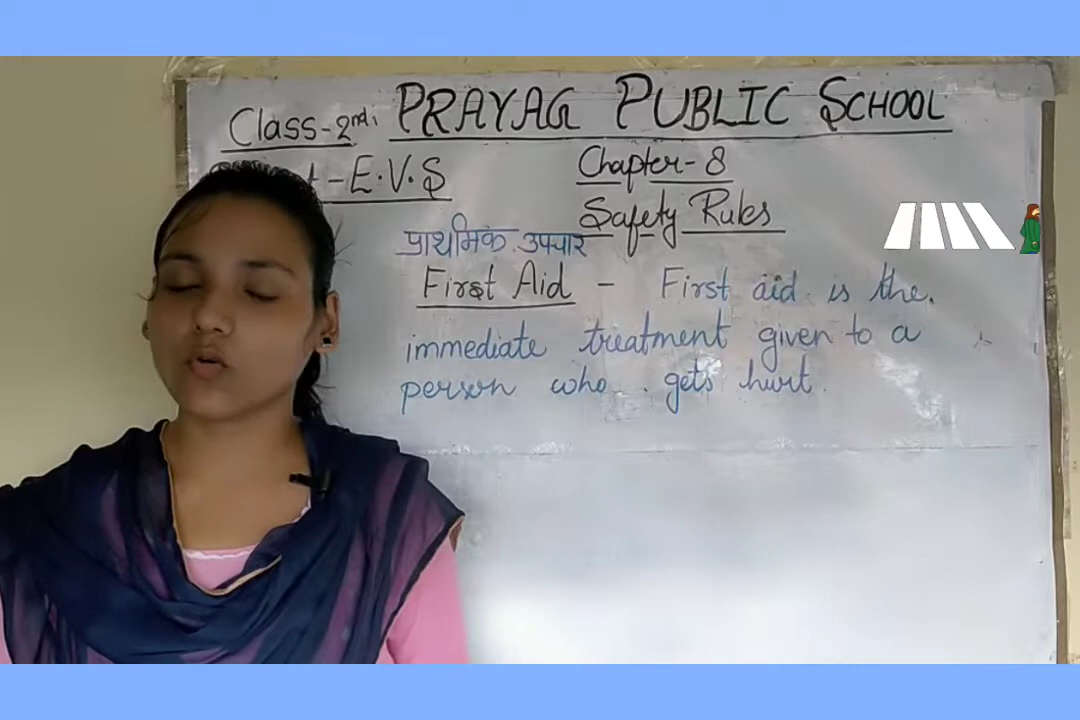 PRAYAG PUBLIC SCHOOL
Class-2nd.
- E.V.S
Chapter-8
Safety Rules
प्राथमिक उपचार
First Aid - First aid is the.
immediate treatment given to a
person who gets hurt.